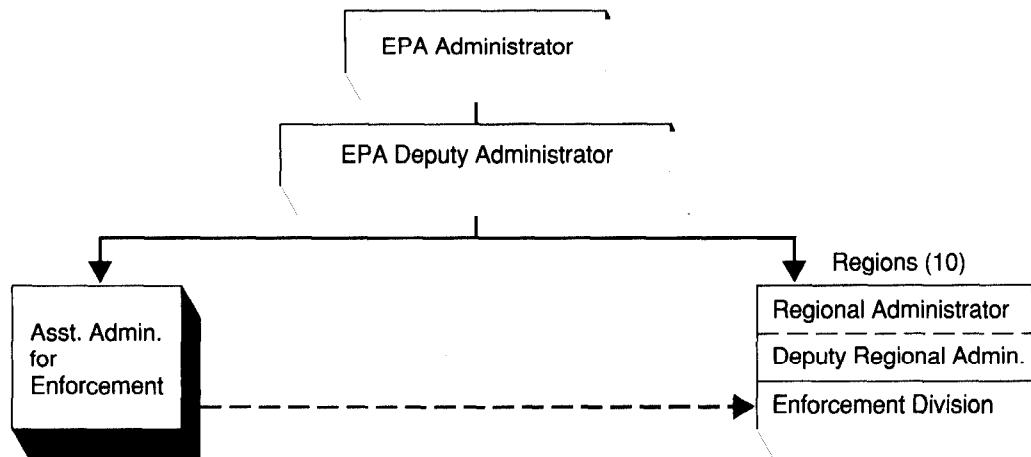 EPA Administrator
EPA Deputy Administrator
Regions (10)
Asst. Admin.
for
Enforcement
Regional Administrator
Deputy Regional Admin.
Enforcement Division